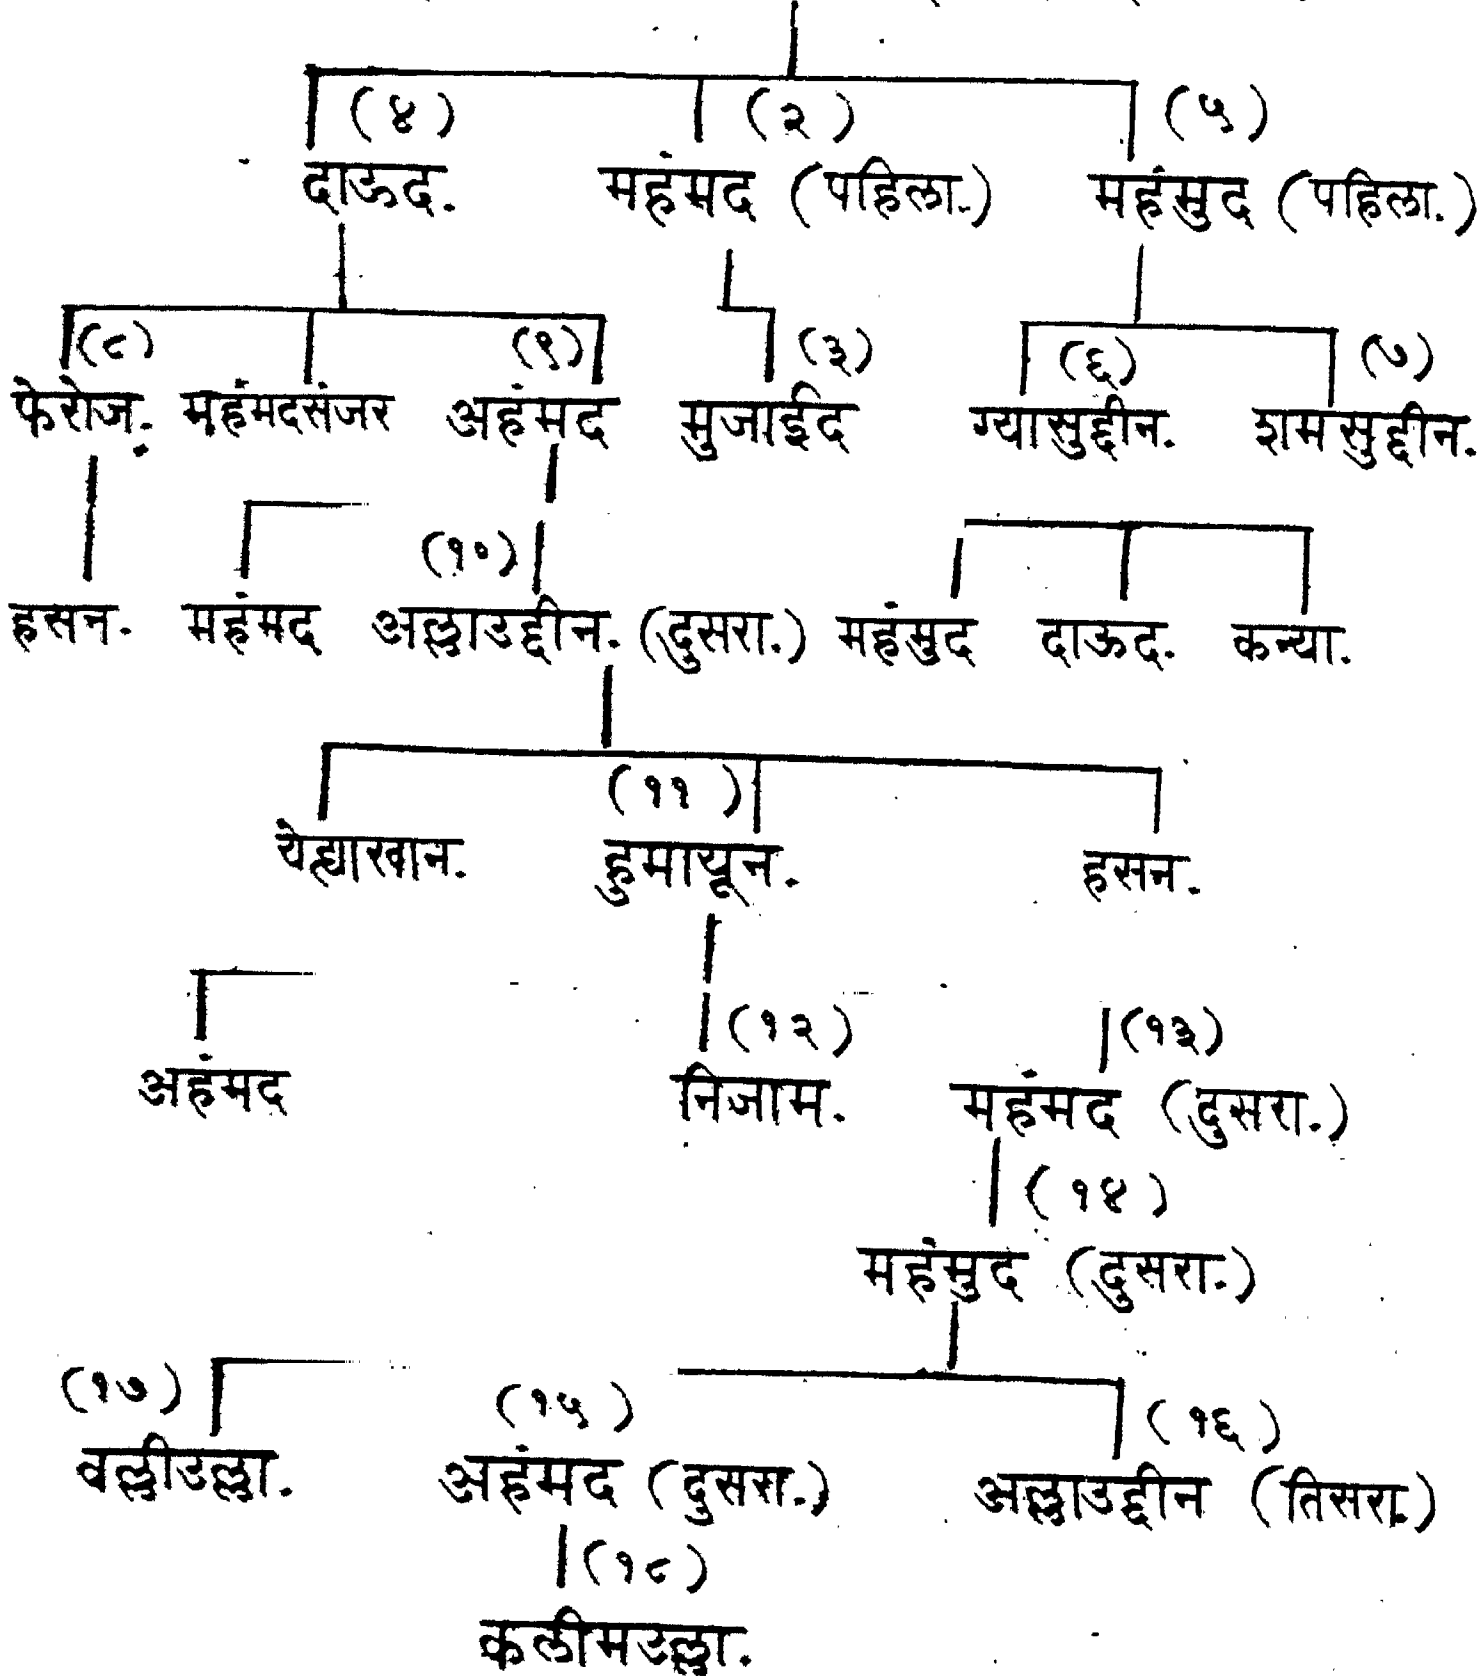 (४) (२) (५)
दाऊद. महंमद (पहिला.) महंमुद (पहिला.)
(८) (९) (३) (६) (७)
फेरोज. महंमदसंजर अहंमद मुजाईद ग्यासुद्दीन. शमसुद्दीन.
(१०)
हसन. महंमद अल्लाउद्दीन. (दुसरा.) महंमुद दाऊद. कन्या.
(११)
येह्याखान. हुमायून. हसन.
(१२) (१३)
अहंमद निजाम. महंमद (दुसरा.)
(१४)
महंमुद (दुसरा.)
(१७) (१५) (१६)
वल्लीउल्ला. अहंमद (दुसरा.) अल्लाउद्दीन (तिसरा.)
(१८)
कलीमउल्ला.